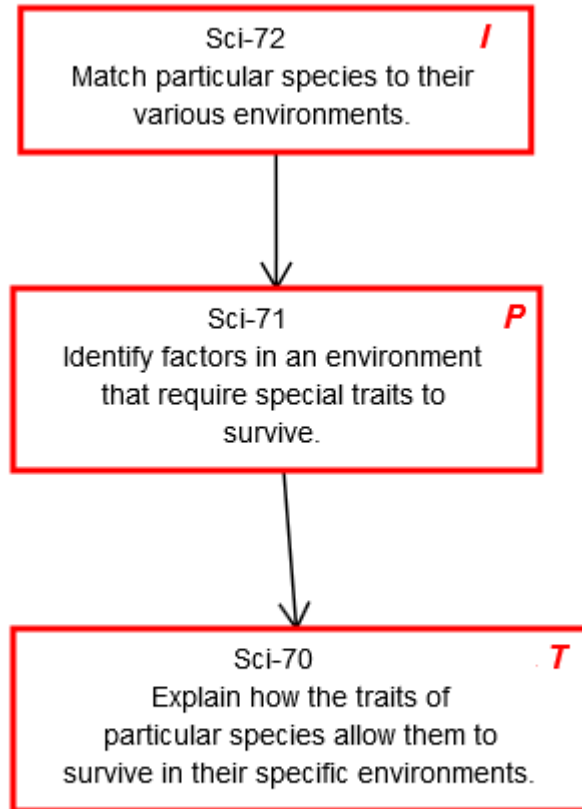 Sci-72 I
Match particular species to their
various environments.
Sci-71 P
Identify factors in an environment
that require special traits to
survive.
Sci-70 T
Explain how the traits of
particular species allow them to
survive in their specific environments.